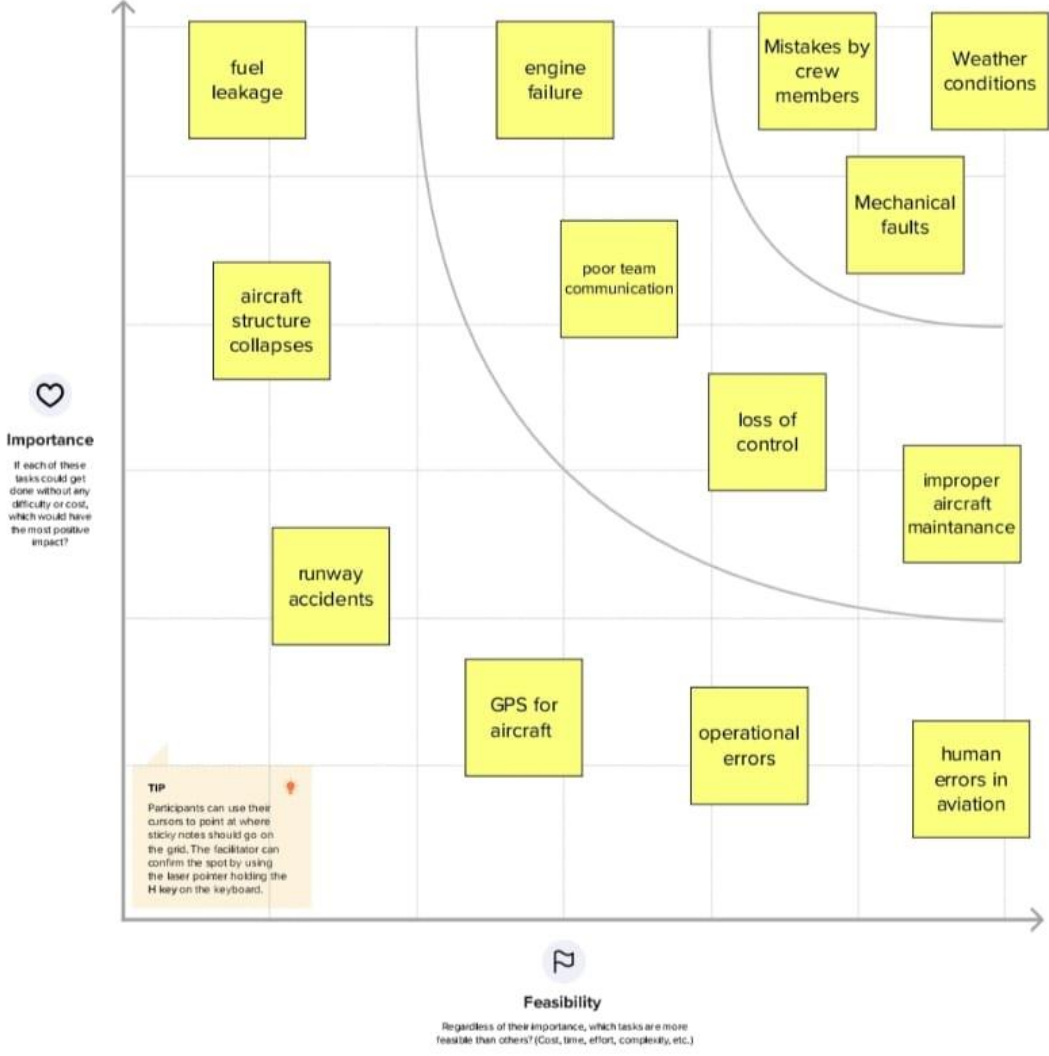 fuel
leakage
engine
failure
Mistakes by
crew
members
Weather
conditions
Mechanical
faults
poor team
communication
aircraft
structure
collapses
loss of
control
improper
aircraft
maintanance
runway
accidents
GPS for
aircraft
operational
errors
human
errors in
aviation
Importance
If each of these
tasks could get
done without any
difficulty or cost,
which would have
the most positive
impact?
TIP
Participants can use their
cursors to point at where
sticky notes should go on
the grid. The facilitator can
confirm the spot by using
the laser pointer holding the
H key on the keyboard.
Feasibility
Regardless of their importance, which tasks are more
feasible than others? (Cost, time, effort, complexity, etc.)